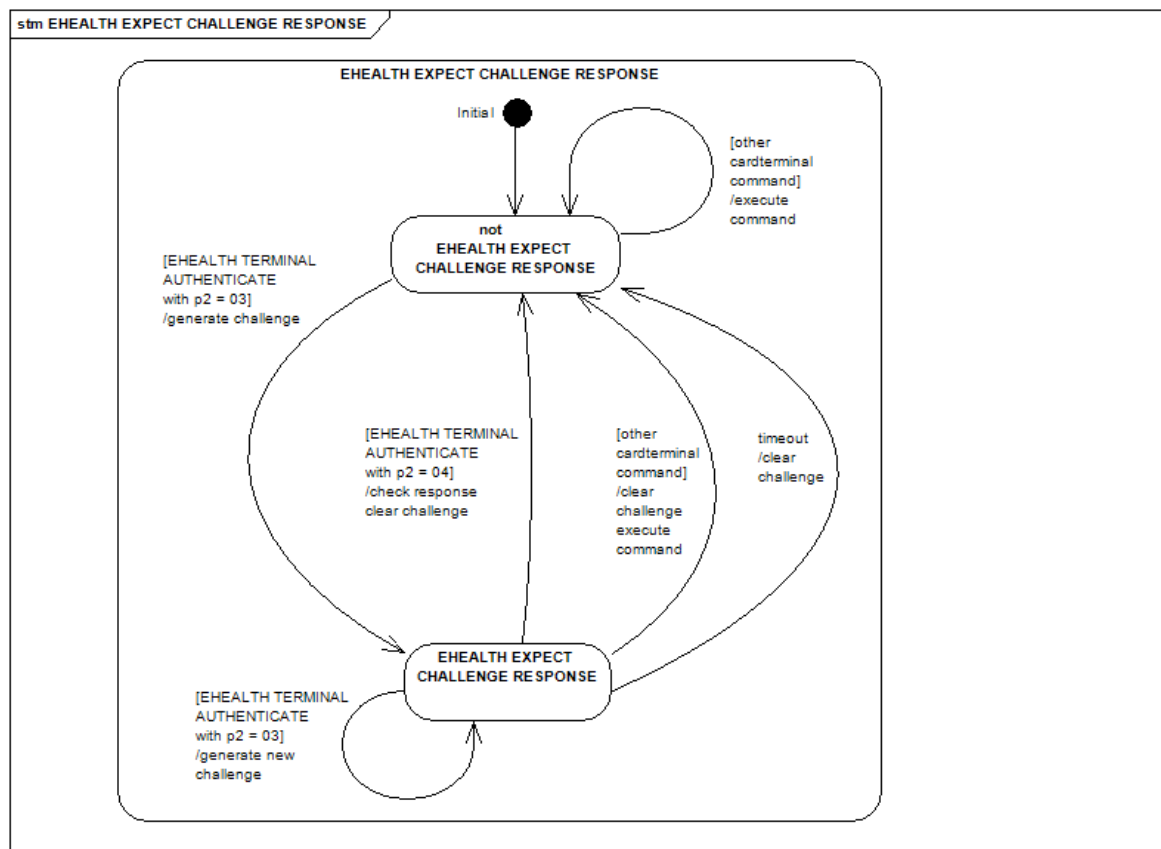 stm EHEALTH EXPECT CHALLENGE RESPONSE
EHEALTH EXPECT CHALLENGE RESPONSE
Initial
[other
cardterminal
command]
/execute
command
not
EHEALTH EXPECT
CHALLENGE RESPONSE
[EHEALTH TERMINAL
AUTHENTICATE
with p2 = 03]
/generate challenge
[EHEALTH TERMINAL
AUTHENTICATE
with p2 = 04]
/check response
clear challenge
[other
cardterminal
command]
/clear
challenge
execute
command
timeout
/clear
challenge
EHEALTH EXPECT
CHALLENGE RESPONSE
[EHEALTH TERMINAL
AUTHENTICATE
with p2 = 03]
/generate new
challenge